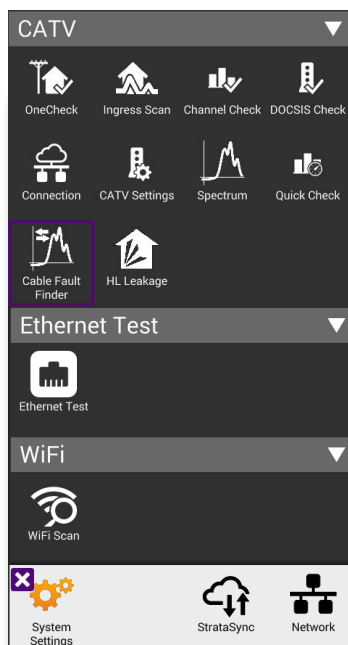 CATV
OneCheck
Ingress Scan
Channel Check
DOCSIS Check
Connection
CATV Settings
Spectrum
Quick Check
Cable Fault
Finder
HL Leakage
Ethernet Test
Ethernet Test
WiFi
WiFi Scan
System
Settings
StrataSync
Network